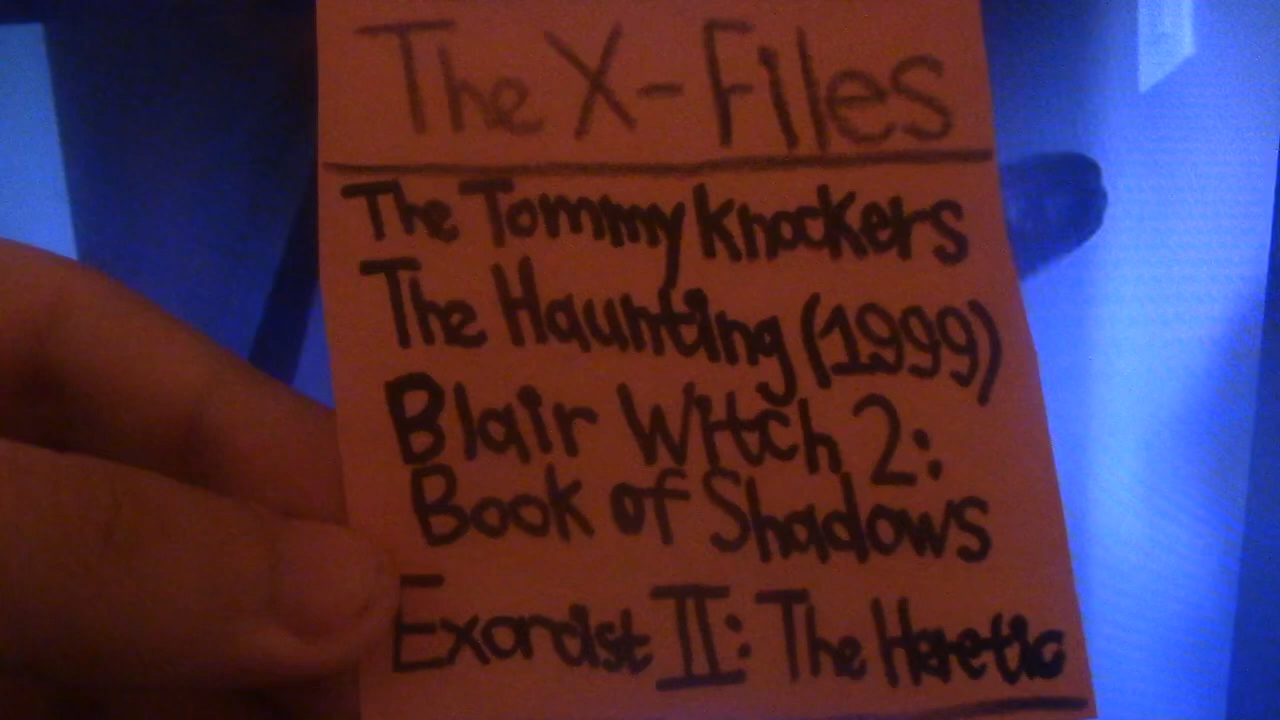 The X-Files
The Tommyknockers
The Haunting (1999)
Blair Witch 2:
Book of Shadows
Exorcist II: The Heretic